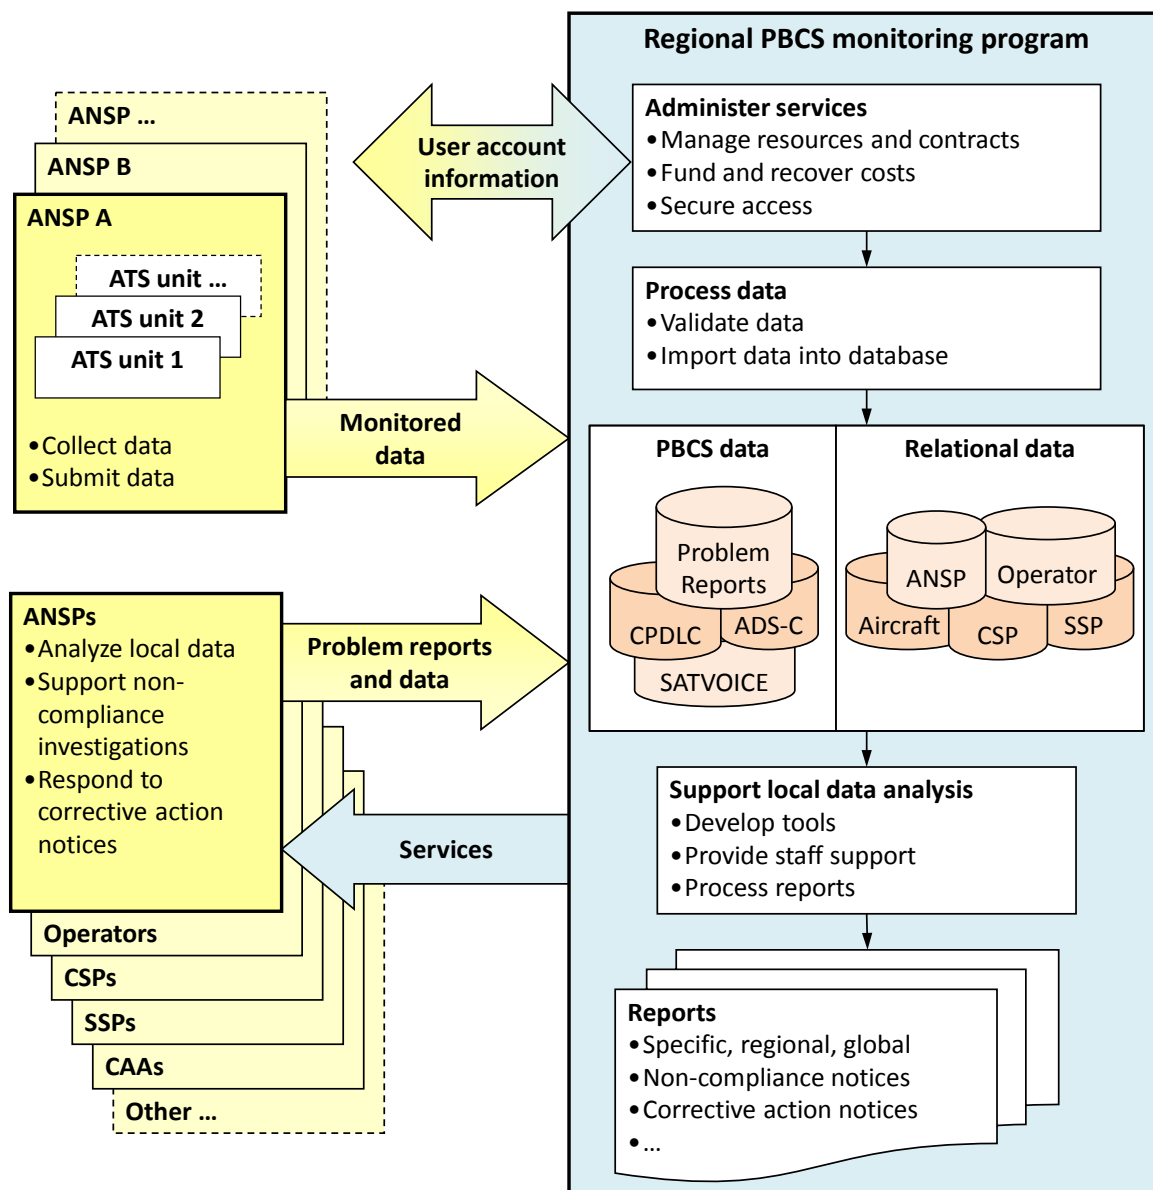 Regional PBCS monitoring program
ANSP ...
ANSP B
ANSP A
ATS unit ...
ATS unit 2
ATS unit 1
•Collect data
•Submit data
User account
information
Monitored
data
Administer services
•Manage resources and contracts
•Fund and recover costs
•Secure access
Process data
•Validate data
•Import data into database
PBCS data
Problem
Reports
CPDLC
ADS-C
SATVOICE
Relational data
ANSP
Operator
Aircraft
CSP
SSP
ANSPs
•Analyze local data
•Support non-
compliance
investigations
•Respond to
corrective action
notices
Operators
CSPs
SSPs
CAAs
Other ...
Problem reports
and data
Services
Support local data analysis
•Develop tools
•Provide staff support
•Process reports
Reports
•Specific, regional, global
•Non-compliance notices
•Corrective action notices
•...